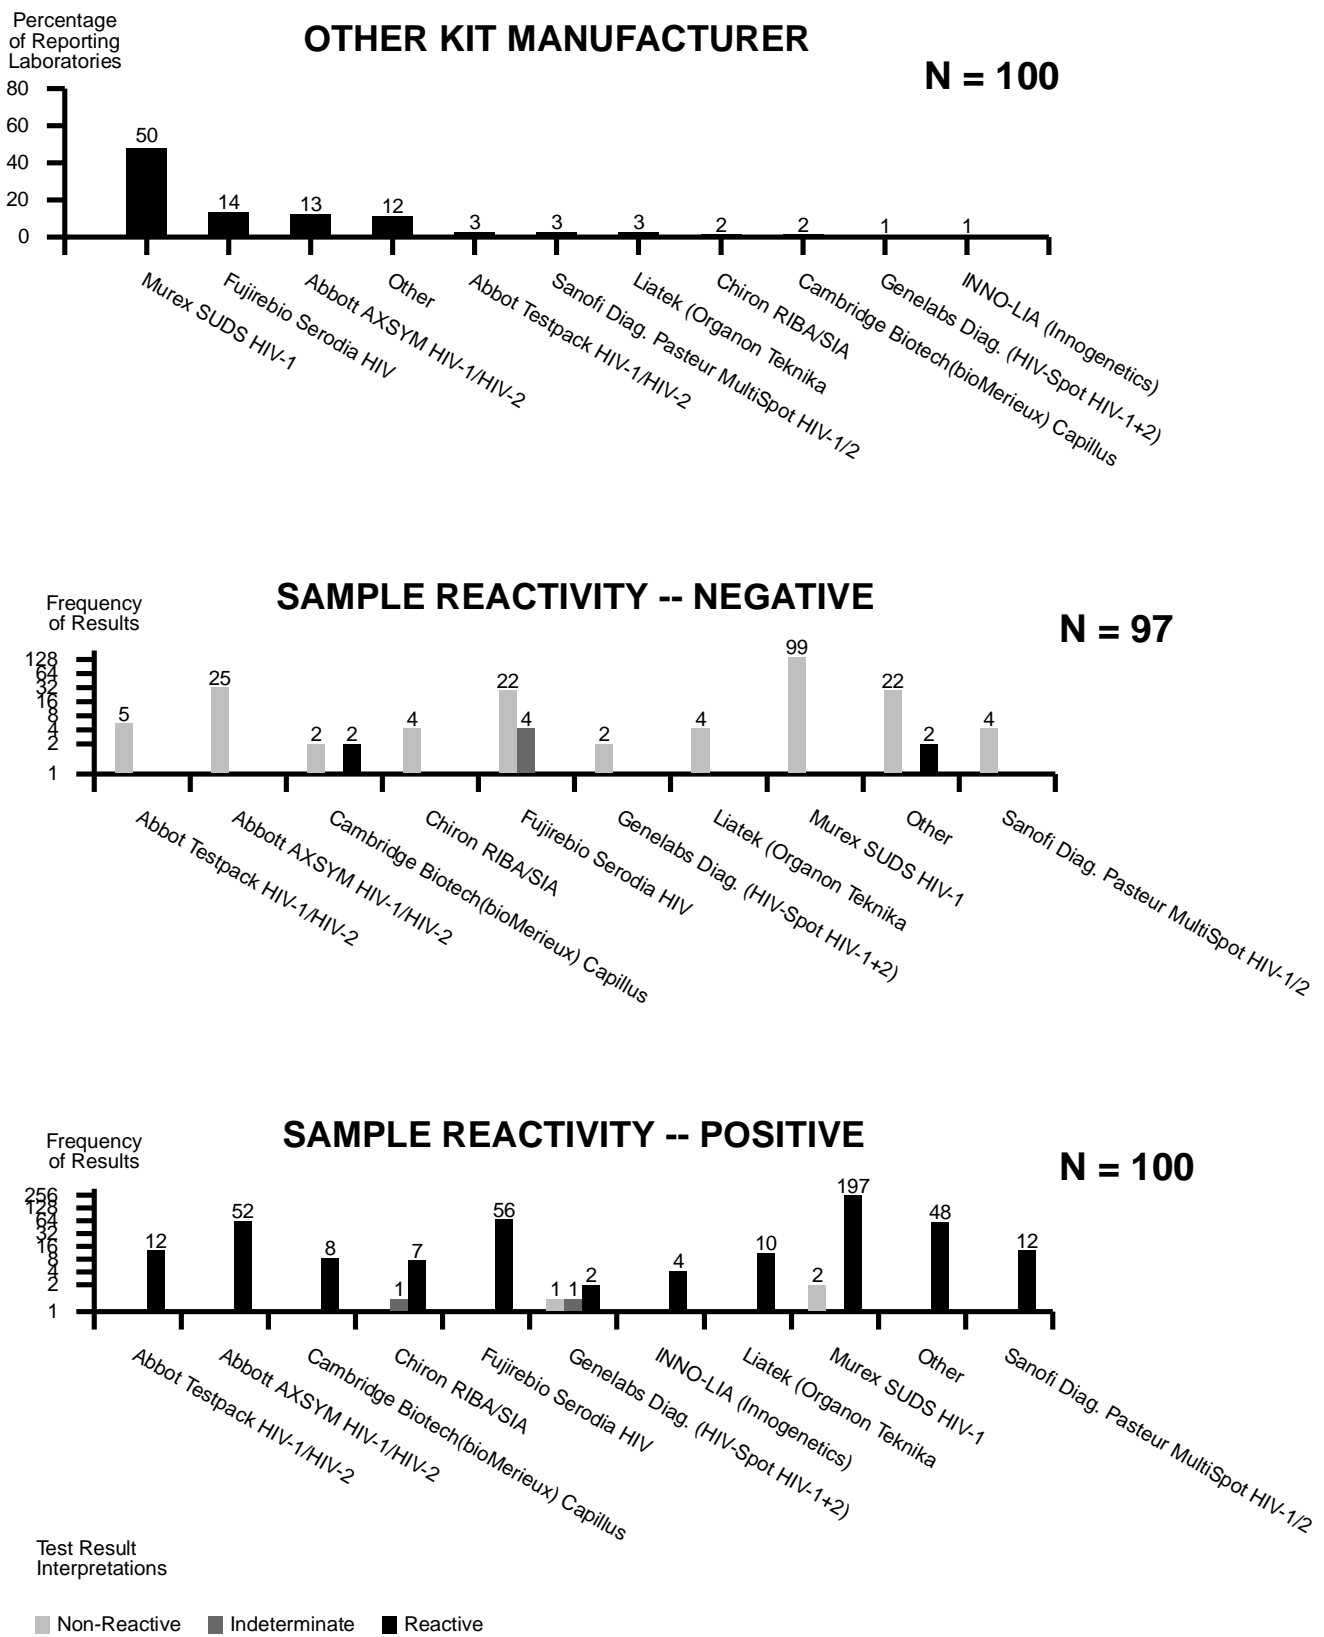 Percentage
of Reporting
Laboratories
OTHER KIT MANUFACTURER
N = 100
80
60
40
20
0
50
14
13
12
3
3
3
2
2
1
1
Murex SUDS HIV-1
Fujirebio Serodia HIV
Abbott AXSYM HIV-1/HIV-2
Other
Abbot Testpack HIV-1/HIV-2
Sanofi Diag. Pasteur MultiSpot HIV-1/2
Liatek (Organon Teknika
Chiron RIBA/SIA
Cambridge Biotech(bioMerieux) Capillus
Genelabs Diag. (HIV-Spot HIV-1+2)
INNO-LIA (Innogenetics)
Frequency
of Results
SAMPLE REACTIVITY -- NEGATIVE
N = 97
128
64
32
16
8
4
2
1
5
25
2
2
4
22
4
2
4
99
22
2
4
Abbot Testpack HIV-1/HIV-2
Abbott AXSYM HIV-1/HIV-2
Cambridge Biotech(bioMerieux) Capillus
Chiron RIBA/SIA
Fujirebio Serodia HIV
Genelabs Diag. (HIV-Spot HIV-1+2)
Liatek (Organon Teknika
Murex SUDS HIV-1
Other
Sanofi Diag. Pasteur MultiSpot HIV-1/2
Frequency
of Results
SAMPLE REACTIVITY -- POSITIVE
N = 100
256
128
64
32
16
8
4
2
1
12
52
8
1
7
56
1
1
2
4
10
2
197
48
12
Abbot Testpack HIV-1/HIV-2
Abbott AXSYM HIV-1/HIV-2
Cambridge Biotech(bioMerieux) Capillus
Chiron RIBA/SIA
Fujirebio Serodia HIV
Genelabs Diag. (HIV-Spot HIV-1+2)
INNO-LIA (Innogenetics)
Liatek (Organon Teknika
Murex SUDS HIV-1
Other
Sanofi Diag. Pasteur MultiSpot HIV-1/2
Test Result
Interpretations
Non-Reactive
Indeterminate
Reactive